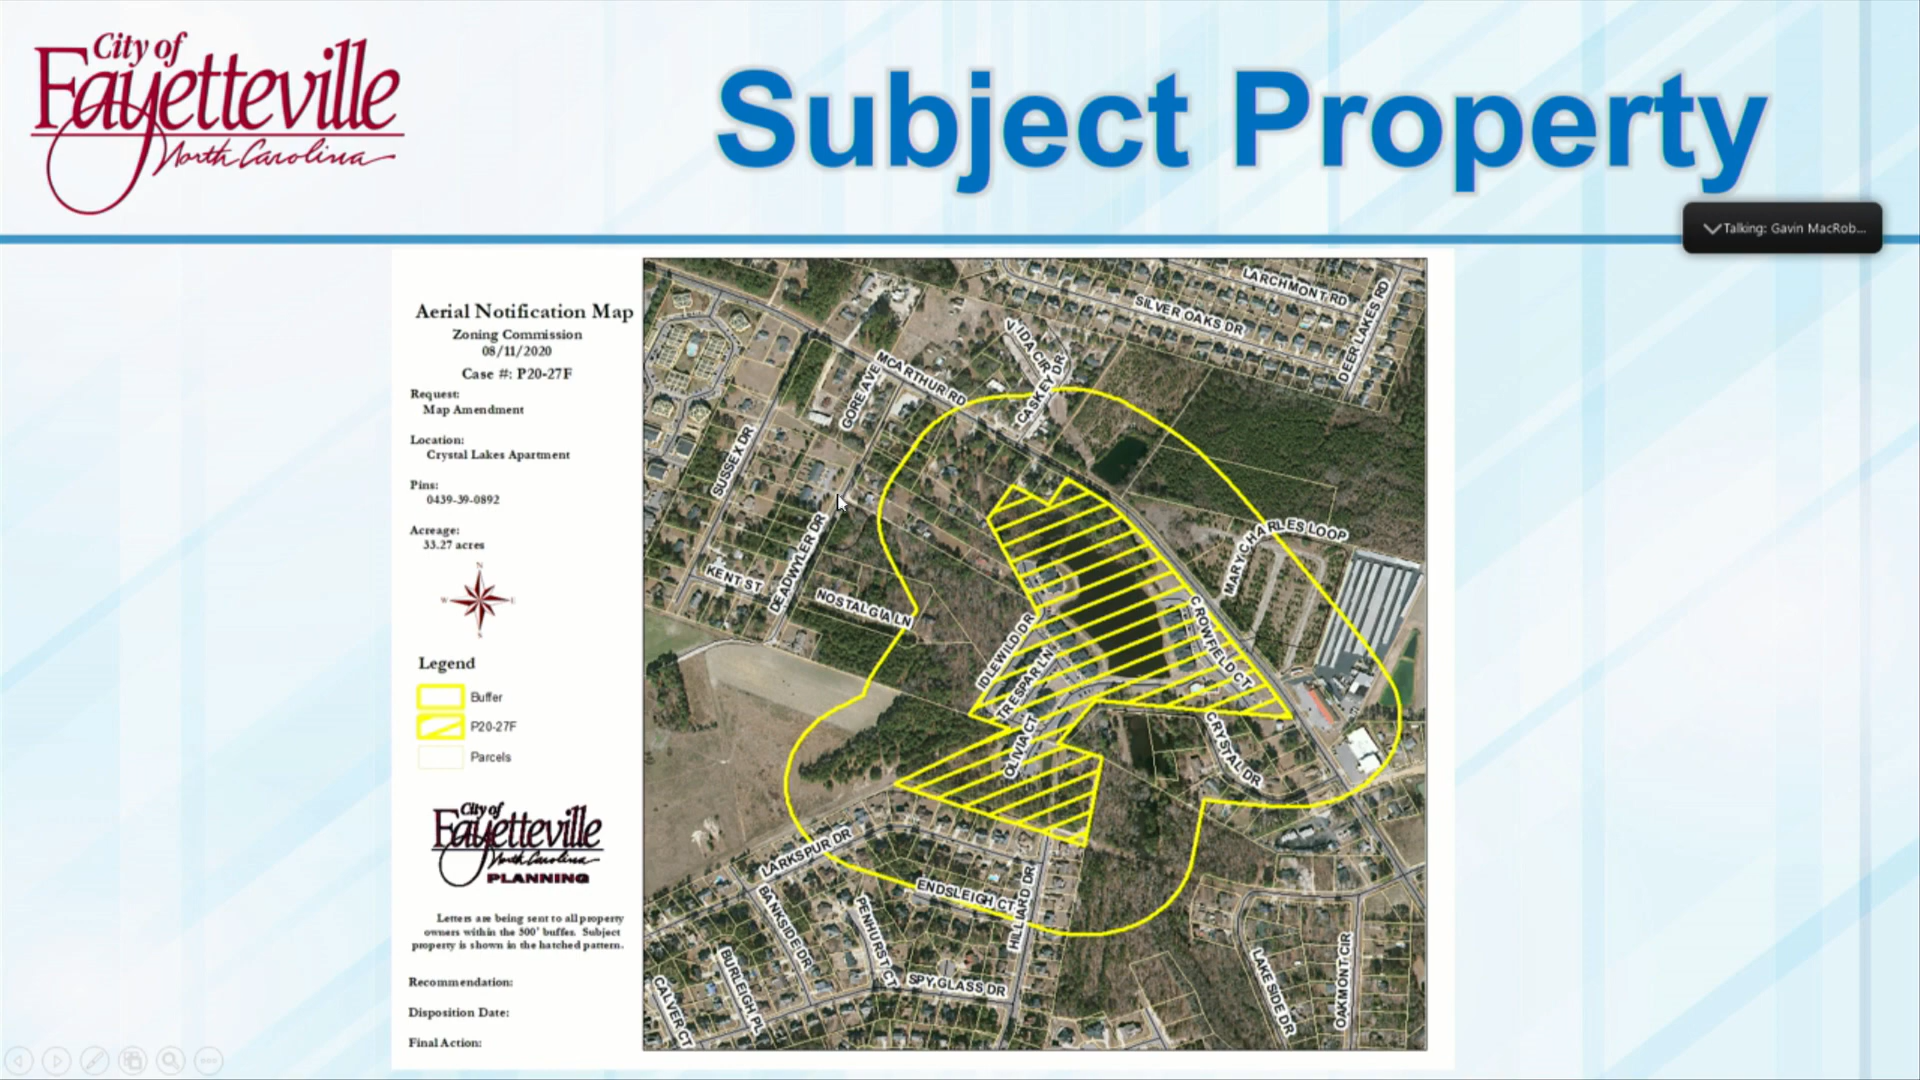 City of
Fayetteville
North Carolina
Subject Property
Talking: Gavin MacRob...
Aerial Notification Map
Zoning Commission
08/11/2020
Case #: P20-27F
Request:
Map Amendment
Location:
Crystal Lakes Apartment
Pins:
0439-39-0892
Acreage:
33.27 acres
N
W
E
S
Legend
Buffer
P20-27F
Parcels
City of
Fayetteville
North Carolina
PLANNING
Letters are being sent to all property
owners within the 500' buffer. Subject
property is shown in the hatched pattern.
Recommendation:
Disposition Date:
Final Action:
LARCHMONT RD
SILVER OAKS DR
DEER LAKES RD
VIDA CIR
CASKEY DR
MCARTHUR RD
GORE AVE
SUSSEX DR
MARYCHARLES LOOP
DEADWYLER DR
KENT ST
NOSTALGIA LN
IDLEWILD DR
TRESPAR LN
CROWFIELD CT
OLIVIA CT
CRYSTAL DR
LARKSPUR DR
ENDSLEIGH CT
HILLIARD DR
BANKSIDE DR
PENHURST CT
BURLEIGH PL
SPY GLASS DR
CALVER CT
LAKE SIDE DR
OAKMONT CIR